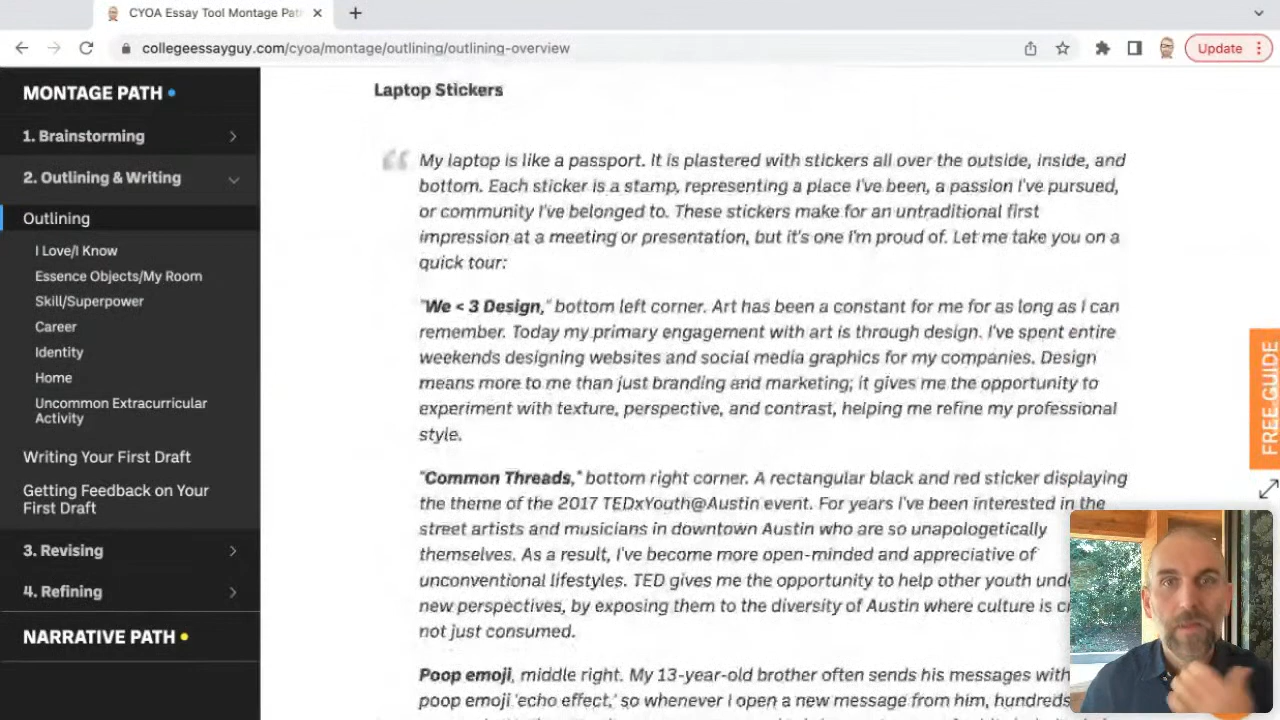 CYOA Essay Tool Montage Pat
collegeessayguy.com/cyoa/montage/outlining/outlining-overview
Update
MONTAGE PATH
1. Brainstorming
2. Outlining & Writing
Outlining
I Love/I Know
Essence Objects/My Room
Skill/Superpower
Career
Identity
Home
Uncommon Extracurricular
Activity
Writing Your First Draft
Getting Feedback on Your
First Draft
3. Revising
4. Refining
NARRATIVE PATH
Laptop Stickers
My laptop is like a passport. It is plastered with stickers all over the outside, inside, and
bottom. Each sticker is a stamp, representing a place I've been, a passion I've pursued,
or community I've belonged to. These stickers make for an untraditional first
impression at a meeting or presentation, but it's one I'm proud of. Let me take you on a
quick tour:
"We < 3 Design," bottom left corner. Art has been a constant for me for as long as I can
remember. Today my primary engagement with art is through design. I've spent entire
weekends designing websites and social media graphics for my companies. Design
means more to me than just branding and marketing; it gives me the opportunity to
experiment with texture, perspective, and contrast, helping me refine my professional
style.
"Common Threads," bottom right corner. A rectangular black and red sticker displaying
the theme of the 2017 TEDxYouth@Austin event. For years I've been interested in the
street artists and musicians in downtown Austin who are so unapologetically
themselves. As a result, I've become more open-minded and appreciative of
unconventional lifestyles. TED gives me the opportunity to help other youth
new perspectives, by exposing them to the diversity of Austin where culture is
not just consumed.
Poop emoji, middle right. My 13-year-old brother often sends his messages with
poop emoji 'echo effect,' so whenever I open a new message from him, hundreds
FREE GUIDE